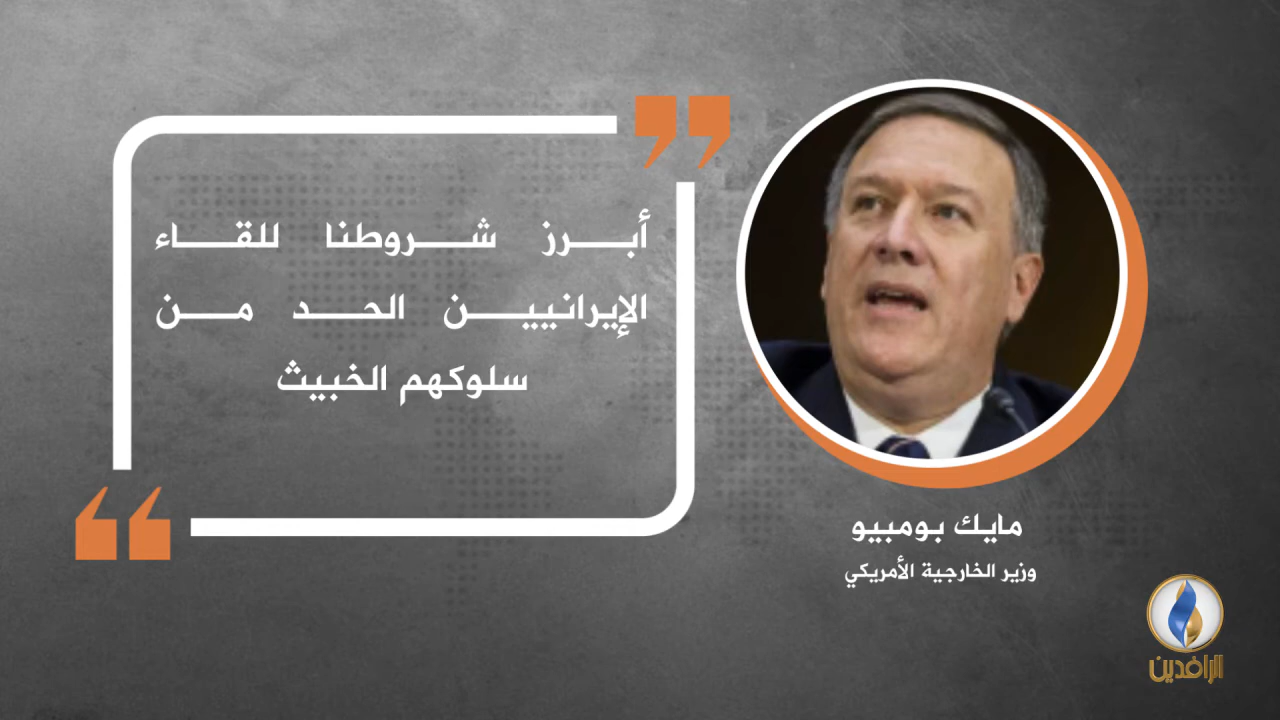 أبرز شروطنا للقاء
الإيرانيين الحد من
سلوكهم الخبيث
مايك بومبيو
وزير الخارجية الأمريكي
الرافدين